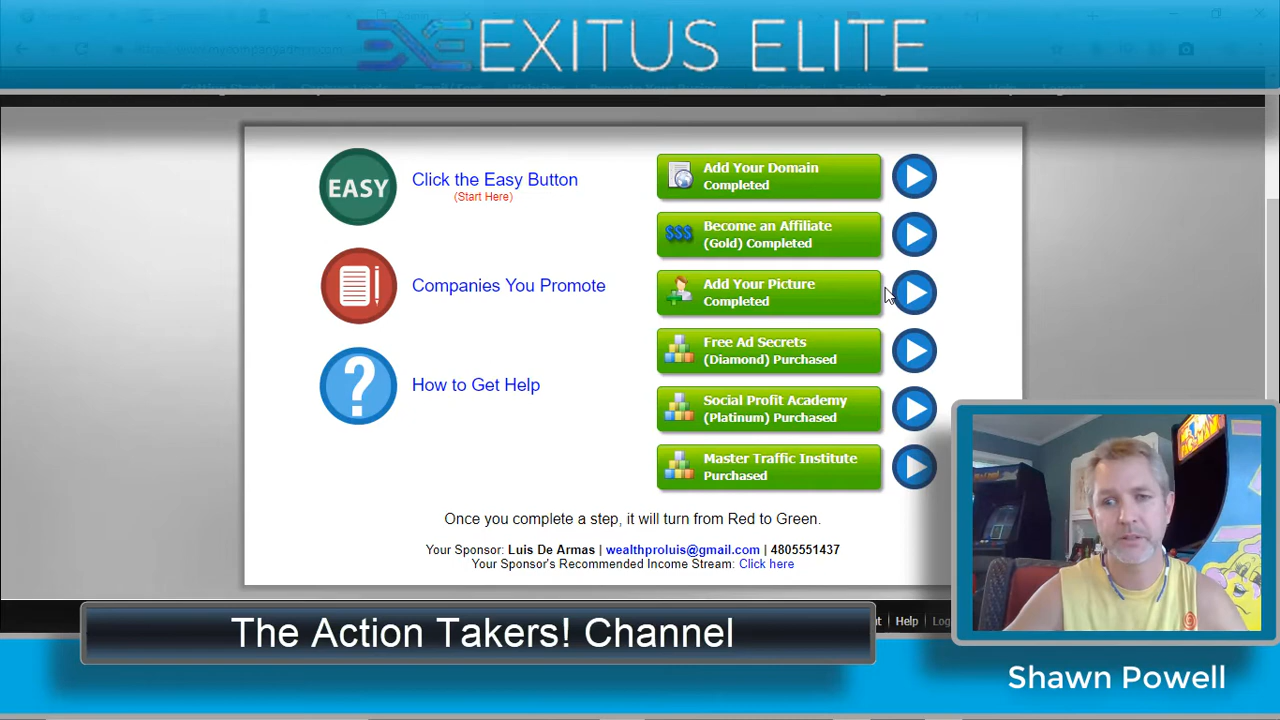 EXITUS ELITE
EASY
Click the Easy Button
(Start Here)
Companies You Promote
?
How to Get Help
Add Your Domain
Completed
$$$
Become an Affiliate
(Gold) Completed
Add Your Picture
Completed
Free Ad Secrets
(Diamond) Purchased
Social Profit Academy
(Platinum) Purchased
Master Traffic Institute
Purchased
Once you complete a step, it will turn from Red to Green.
Your Sponsor: Luis De Armas | wealthproluis@gmail.com | 4805551437
Your Sponsor's Recommended Income Stream: Click here
Help
The Action Takers! Channel
Shawn Powell